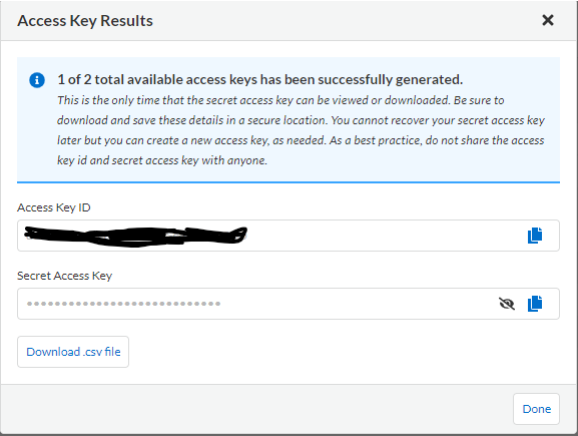 Access Key Results
1 of 2 total available access keys has been successfully generated.
This is the only time that the secret access key can be viewed or downloaded. Be sure to
download and save these details in a secure location. You cannot recover your secret access key
later but you can create a new access key, as needed. As a best practice, do not share the access
key id and secret access key with anyone.
Access Key ID
Secret Access Key
Download .csv file
Done